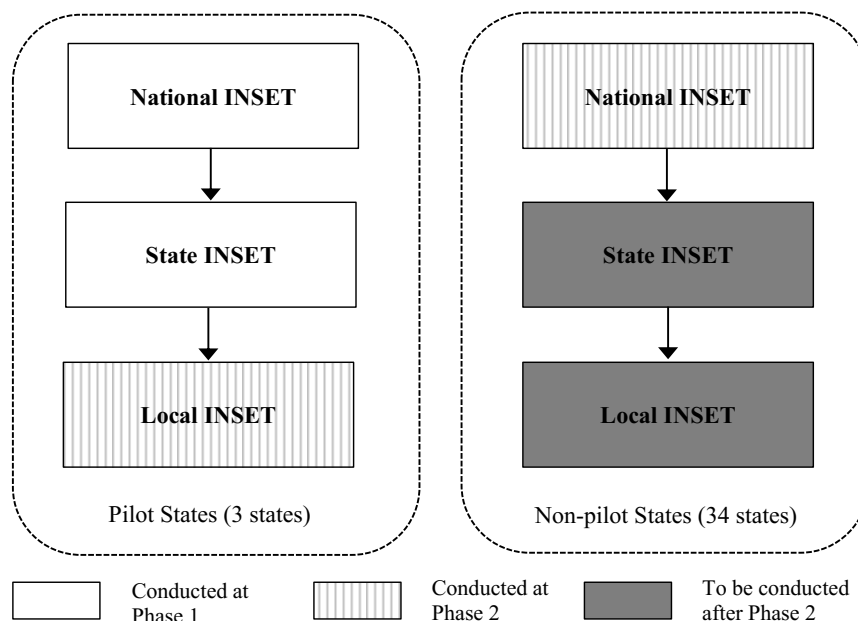 National INSET
State INSET
Local INSET
Pilot States (3 states)
National INSET
State INSET
Local INSET
Non-pilot States (34 states)
Conducted at
Phase 1
Conducted at
Phase 2
To be conducted
after Phase 2